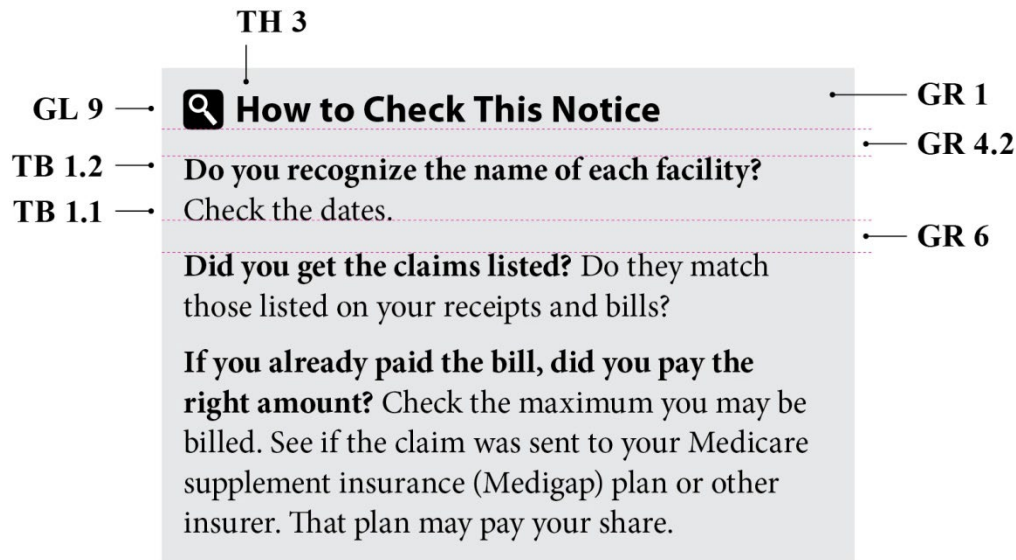 TH 3
GL 9
How to Check This Notice
GR 1
GR 4.2
TB 1.2
Do you recognize the name of each facility?
TB 1.1
Check the dates.
GR 6
Did you get the claims listed? Do they match
those listed on your receipts and bills?
If you already paid the bill, did you pay the
right amount? Check the maximum you may be
billed. See if the claim was sent to your Medicare
supplement insurance (Medigap) plan or other
insurer. That plan may pay your share.